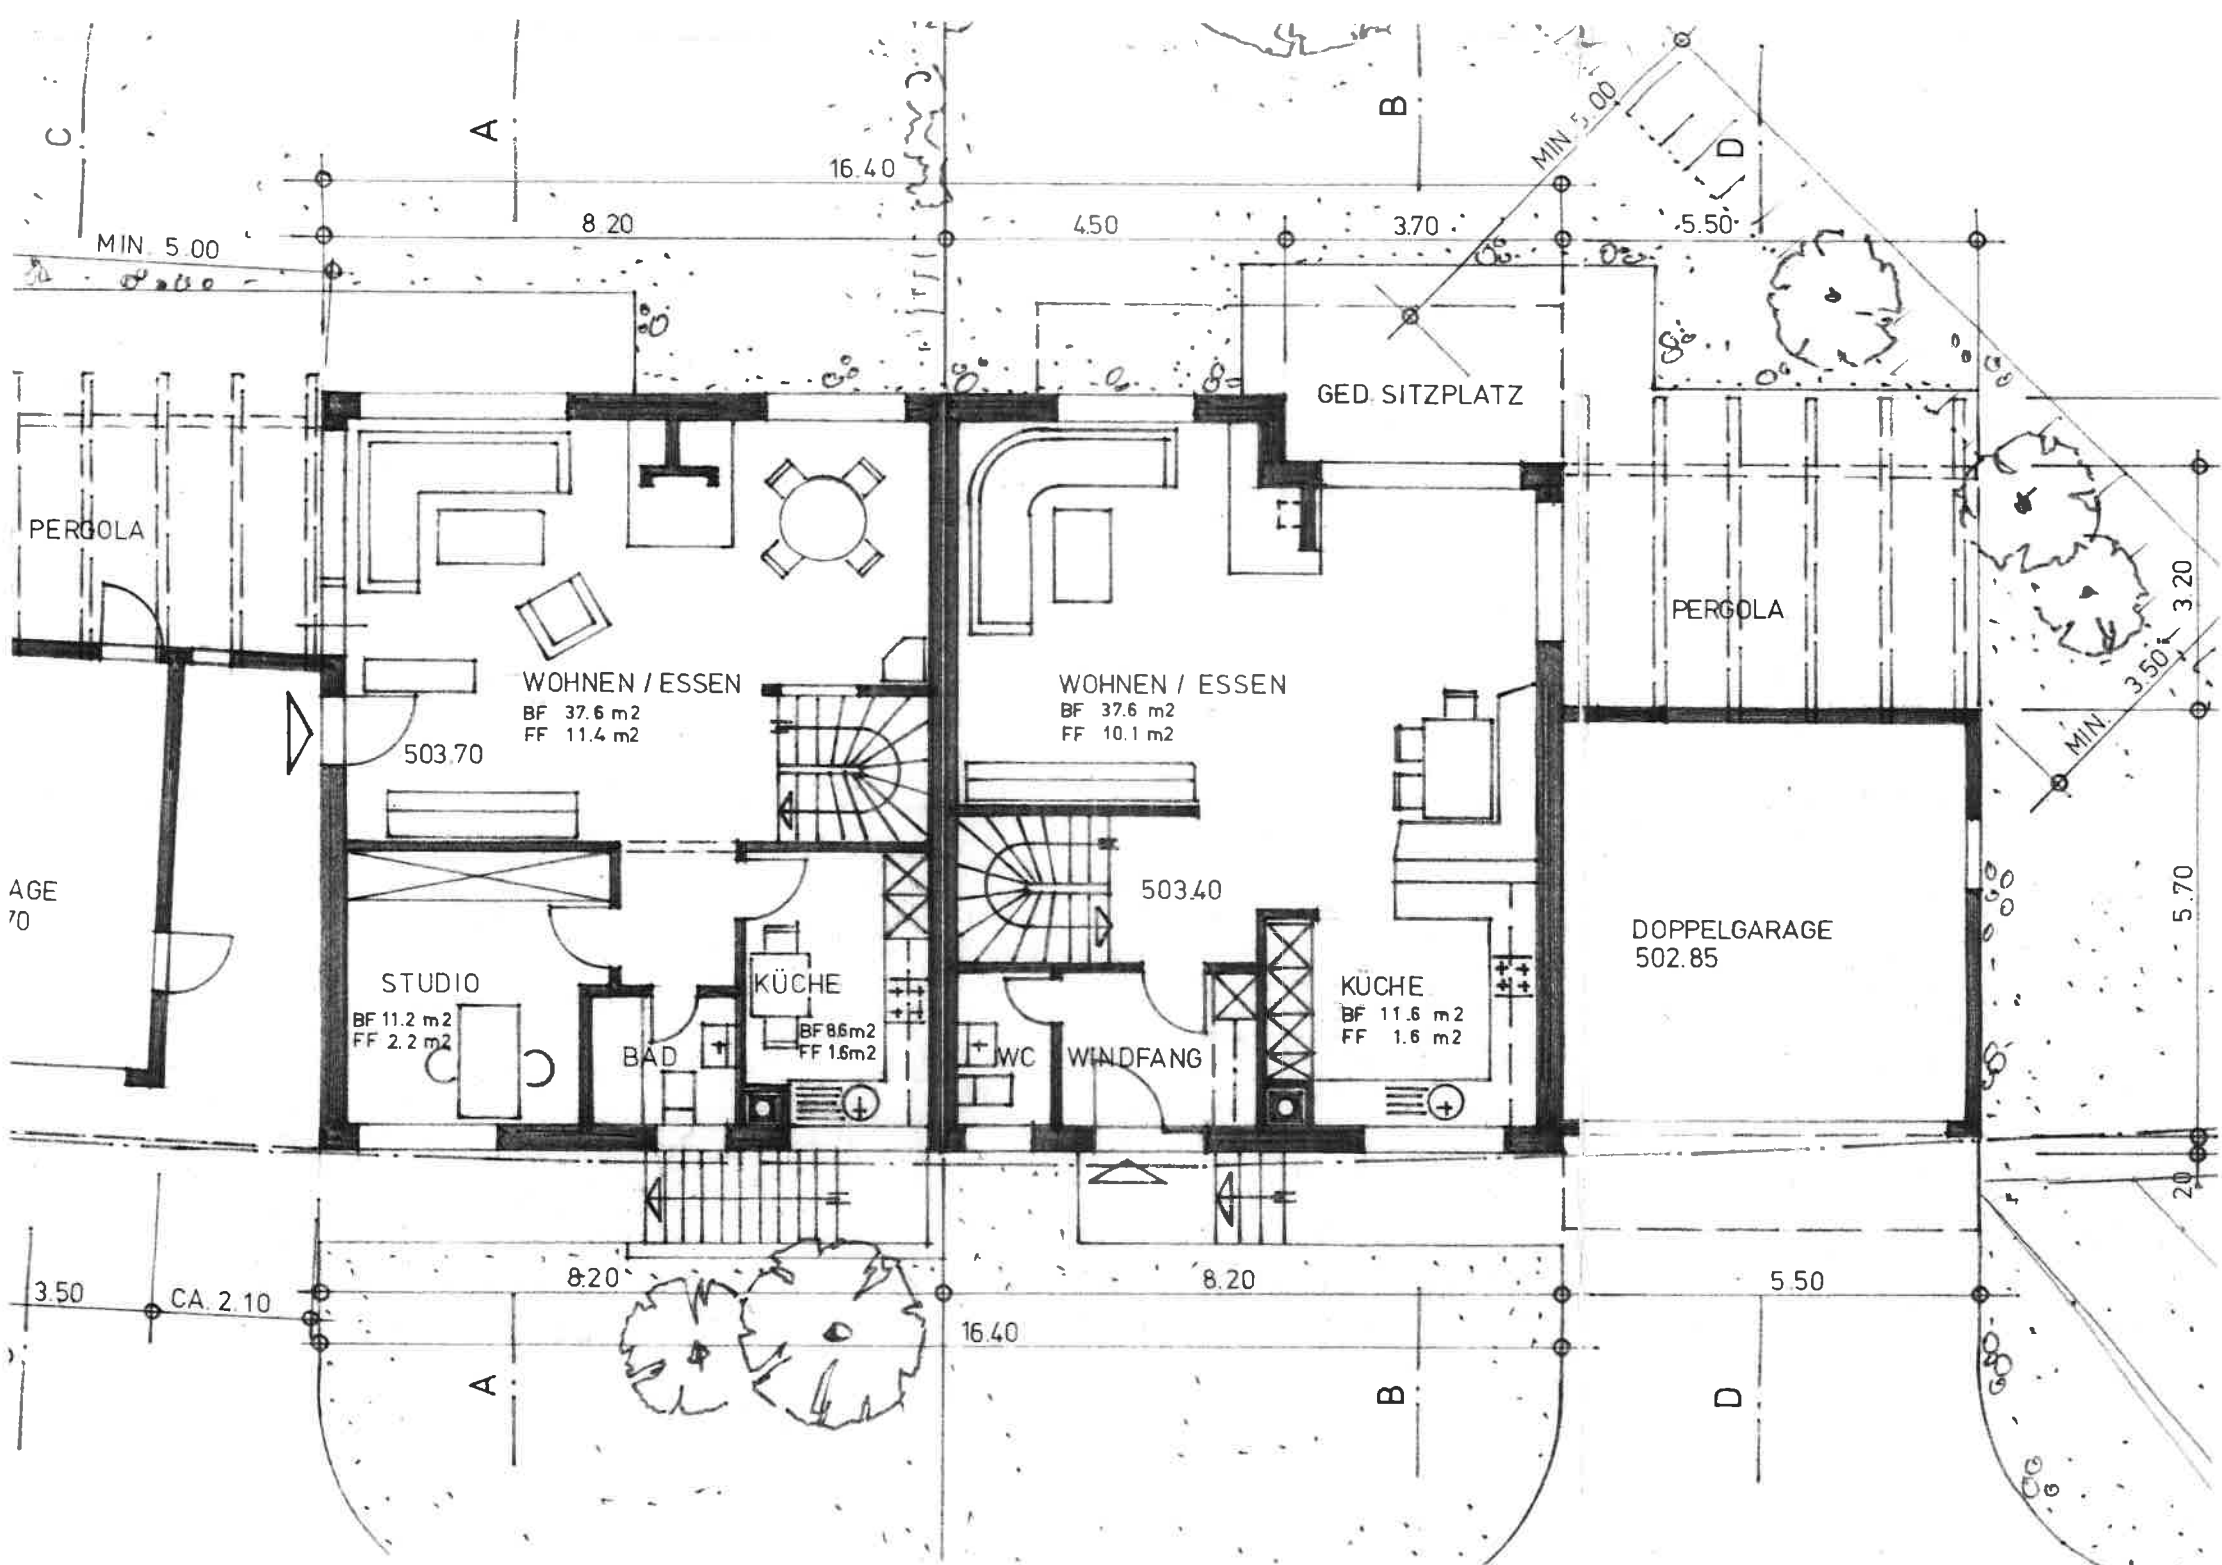 C
A
B
D
C
MIN. 5.00
16.40
8.20
4.50
3.70
5.50
MIN. 5.00
GED. SITZPLATZ
PERGOLA
PERGOLA
3.20
MIN. 3.50
WOHNEN / ESSEN
BF 37.6 m2
FF 11.4 m2
503.70
WOHNEN / ESSEN
BF 37.6 m2
FF 10.1 m2
503.40
AGE
70
DOPPELGARAGE
502.85
5.70
STUDIO
BF 11.2 m2
FF 2.2 m2
BAD
KÜCHE
BF 8.6 m2
FF 1.6 m2
WC
WINDFANG
KÜCHE
BF 11.6 m2
FF 1.6 m2
20
3.50
CA. 2.10
8.20
8.20
5.50
16.40
A
B
D